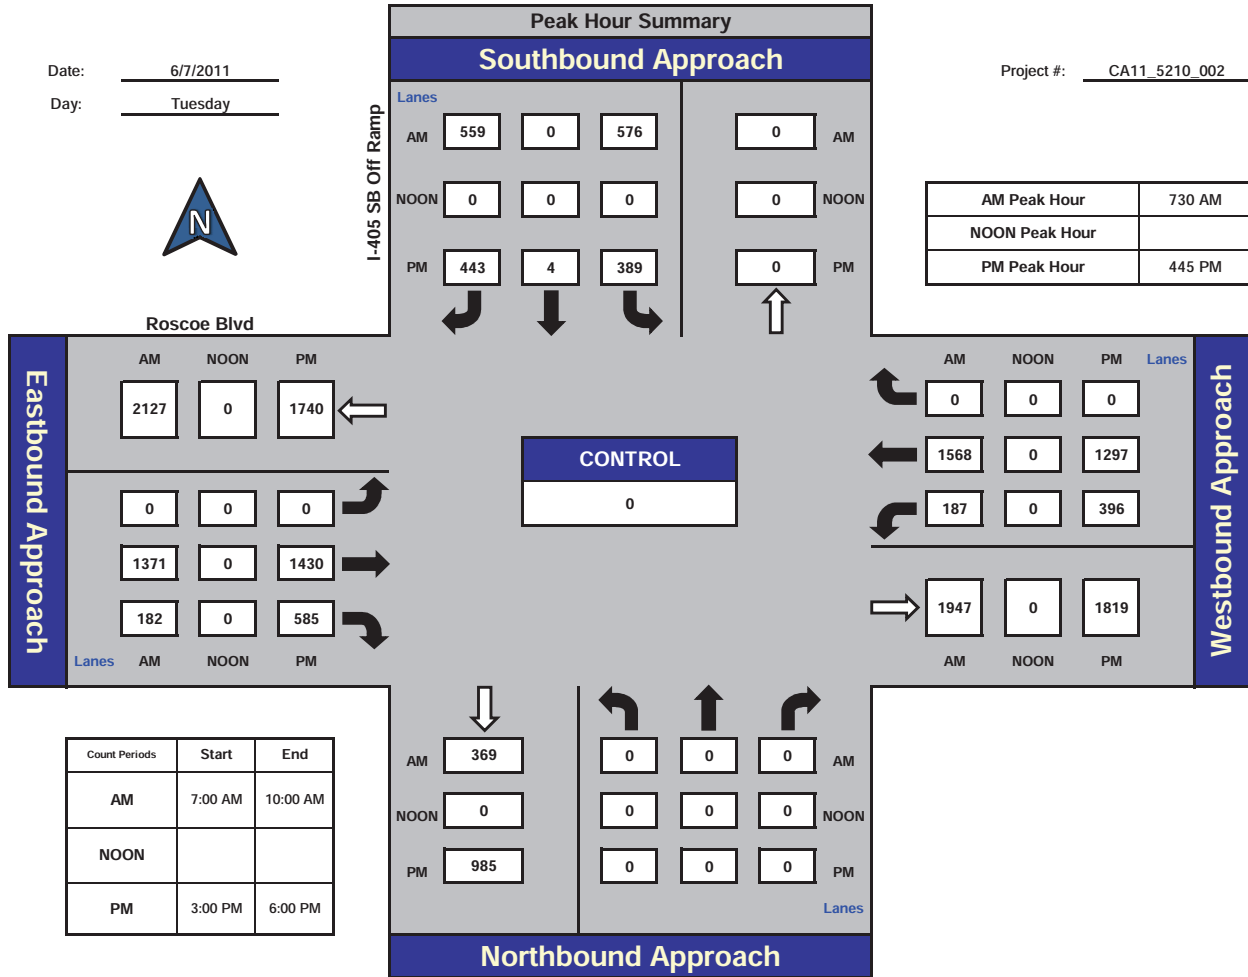 Peak Hour Summary
Southbound Approach
Date: 6/7/2011
Project #: CA11_5210_002
Day: Tuesday
Lanes
I-405 SB Off Ramp
AM 559 0 576 0 AM
NOON 0 0 0 0 NOON
PM 443 4 389 0 PM
N
AM Peak Hour 730 AM
NOON Peak Hour
PM Peak Hour 445 PM
Roscoe Blvd
Eastbound Approach
AM NOON PM
2127 0 1740
0 0 0
1371 0 1430
182 0 585
Lanes AM NOON PM
CONTROL
0
AM NOON PM Lanes
0 0 0
1568 0 1297
187 0 396
1947 0 1819
AM NOON PM
Westbound Approach
Count Periods Start End
AM 7:00 AM 10:00 AM
NOON
PM 3:00 PM 6:00 PM
AM 369 0 0 0 AM
NOON 0 0 0 0 NOON
PM 985 0 0 0 PM
Lanes
Northbound Approach